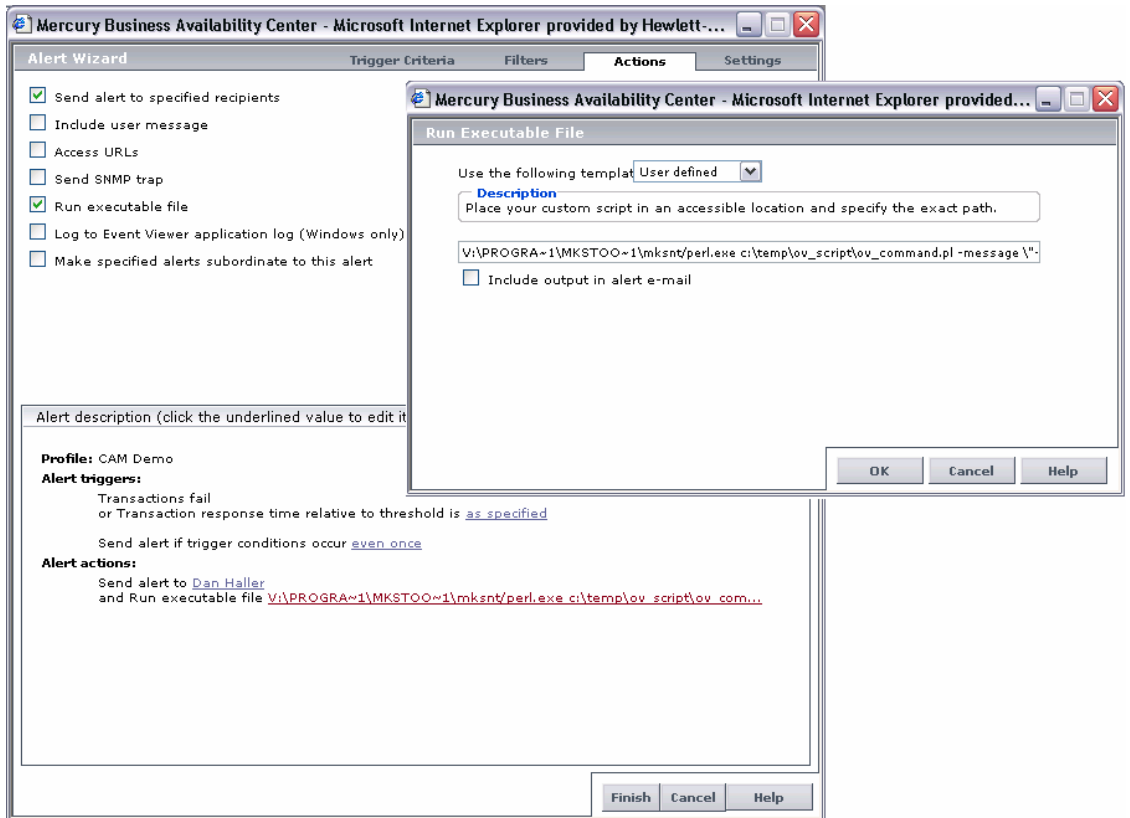 Mercury Business Availability Center - Microsoft Internet Explorer provided by Hewlett-...
Alert Wizard
Trigger Criteria
Filters
Actions
Settings
Send alert to specified recipients
Include user message
Access URLs
Send SNMP trap
Run executable file
Log to Event Viewer application log (Windows only)
Make specified alerts subordinate to this alert
Mercury Business Availability Center - Microsoft Internet Explorer provided...
Run Executable File
Use the following templat User defined
Description
Place your custom script in an accessible location and specify the exact path.
V:\PROGRA~1\MKSTOO~1\mksnt/perl.exe c:\temp\ov_script\ov_command.pl -message \"-
Include output in alert e-mail
OK
Cancel
Help
Alert description (click the underlined value to edit it
Profile: CAM Demo
Alert triggers:
Transactions fail
or Transaction response time relative to threshold is as specified
Send alert if trigger conditions occur even once
Alert actions:
Send alert to Dan Haller
and Run executable file V:\PROGRA~1\MKSTOO~1\mksnt/perl.exe c:\temp\ov_script\ov_com...
Finish
Cancel
Help